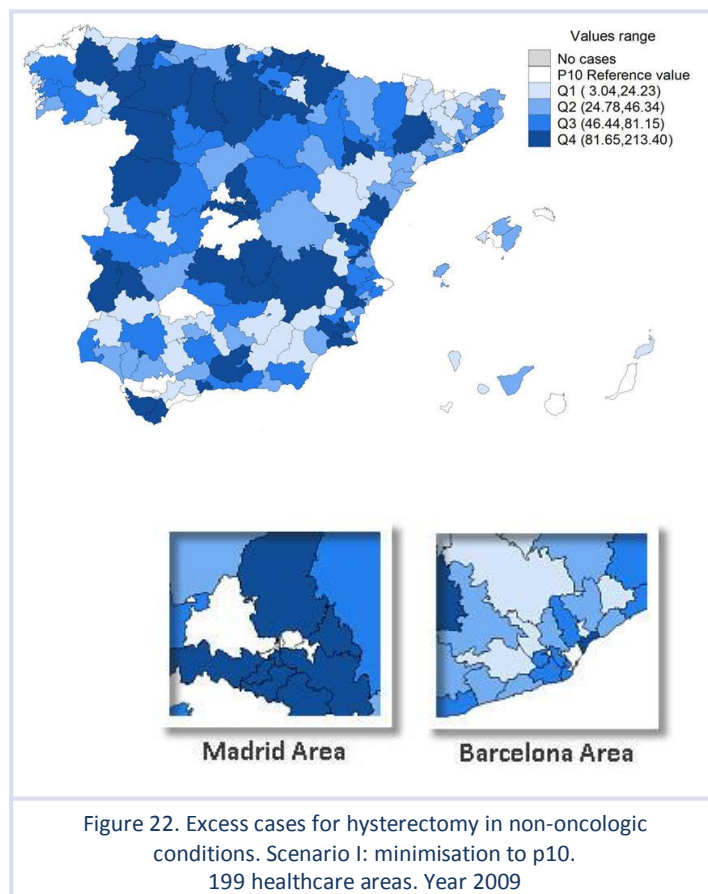 Values range
No cases
P10 Reference value
Q1 ( 3.04,24.23)
Q2 (24.78,46.34)
Q3 (46.44,81.15)
Q4 (81.65,213.40)
Madrid Area
Barcelona Area
Figure 22. Excess cases for hysterectomy in non-oncologic
conditions. Scenario I: minimisation to p10.
199 healthcare areas. Year 2009